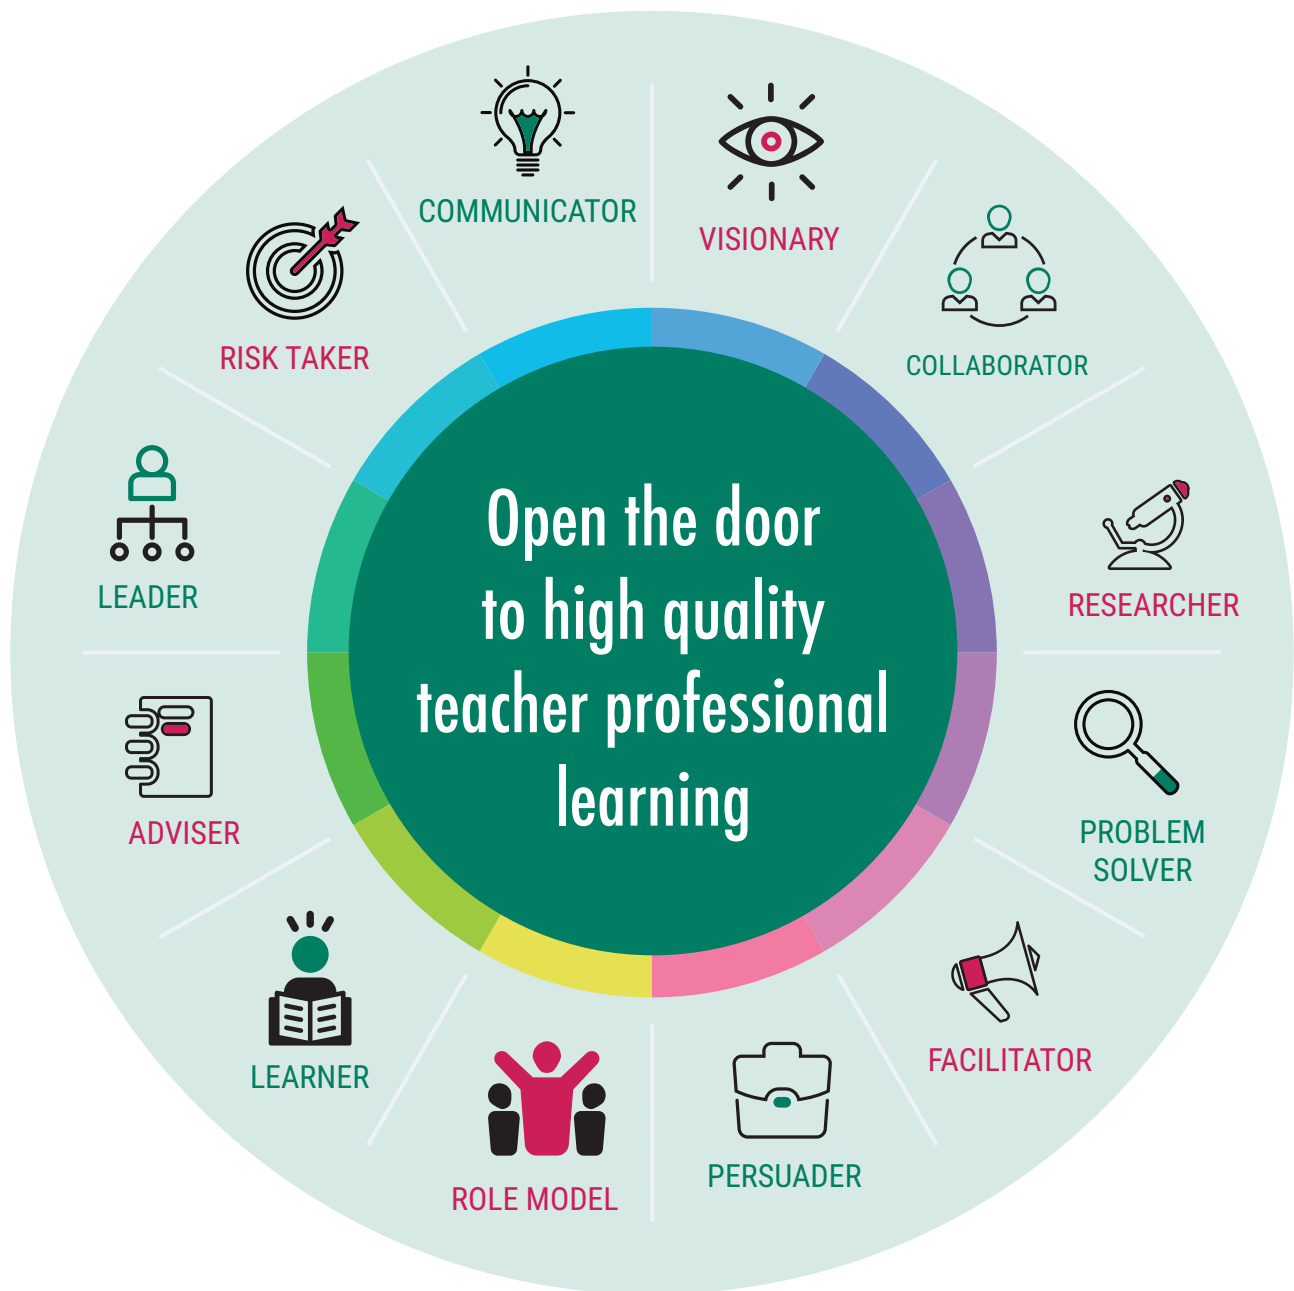 COMMUNICATOR
VISIONARY
COLLABORATOR
RESEARCHER
PROBLEM
SOLVER
FACILITATOR
PERSUADER
ROLE MODEL
LEARNER
ADVISER
LEADER
RISK TAKER
Open the door
to high quality
teacher professional
learning